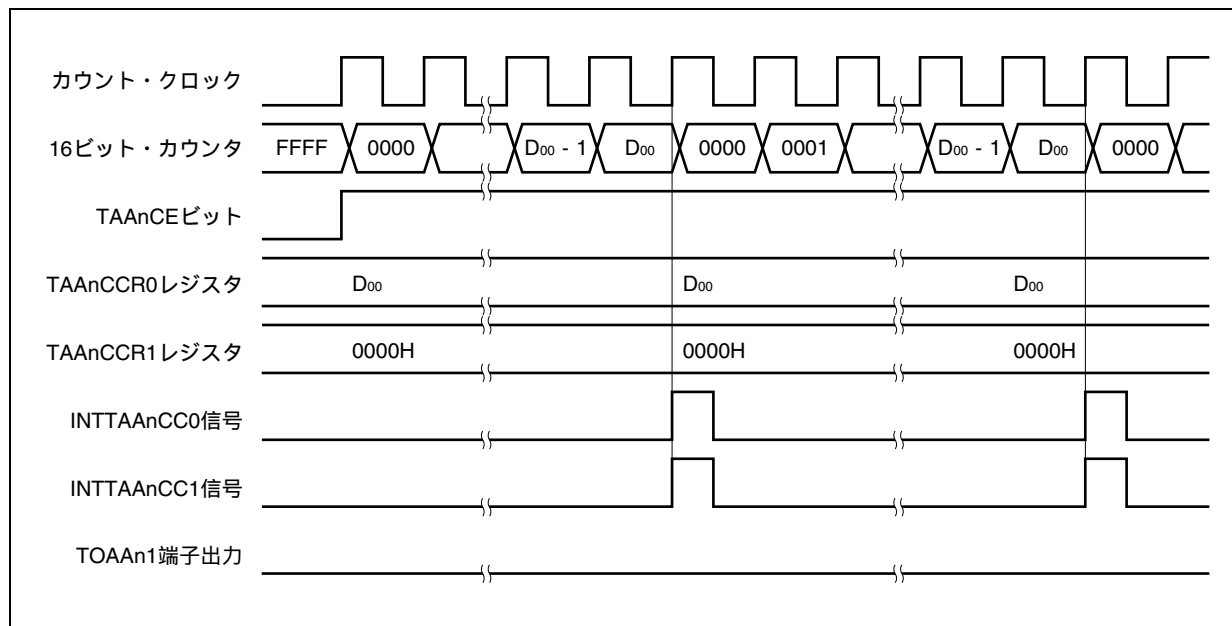 カウント・クロック
16ビット・カウンタ FFFF 0000 D00 - 1 D00 0000 0001 D00 - 1 D00 0000
TAAnCEビット
TAAnCCR0レジスタ D00 D00 D00
TAAnCCR1レジスタ 0000H 0000H 0000H
INTTAAnCC0信号
INTTAAnCC1信号
TOAAn1端子出力